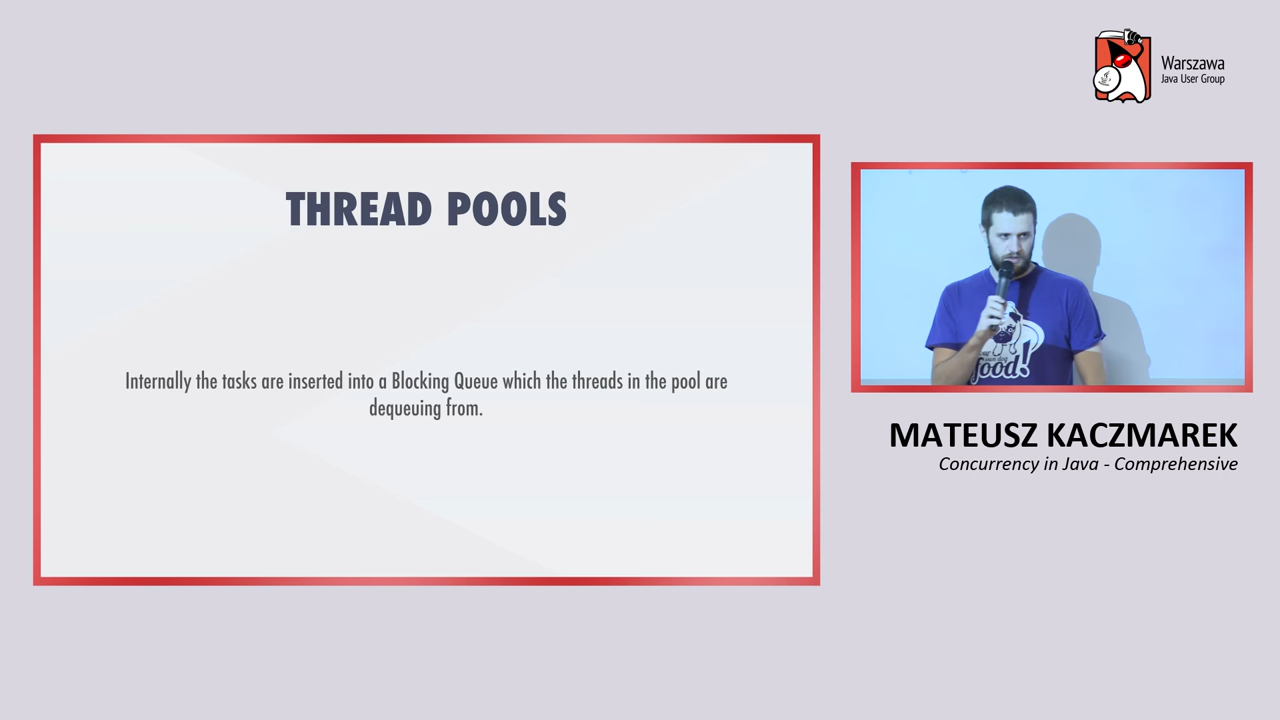 Warszawa
Java User Group
THREAD POOLS
Internally the tasks are inserted into a Blocking Queue which the threads in the pool are
dequeuing from.
food!
MATEUSZ KACZMAREK
Concurrency in Java - Comprehensive